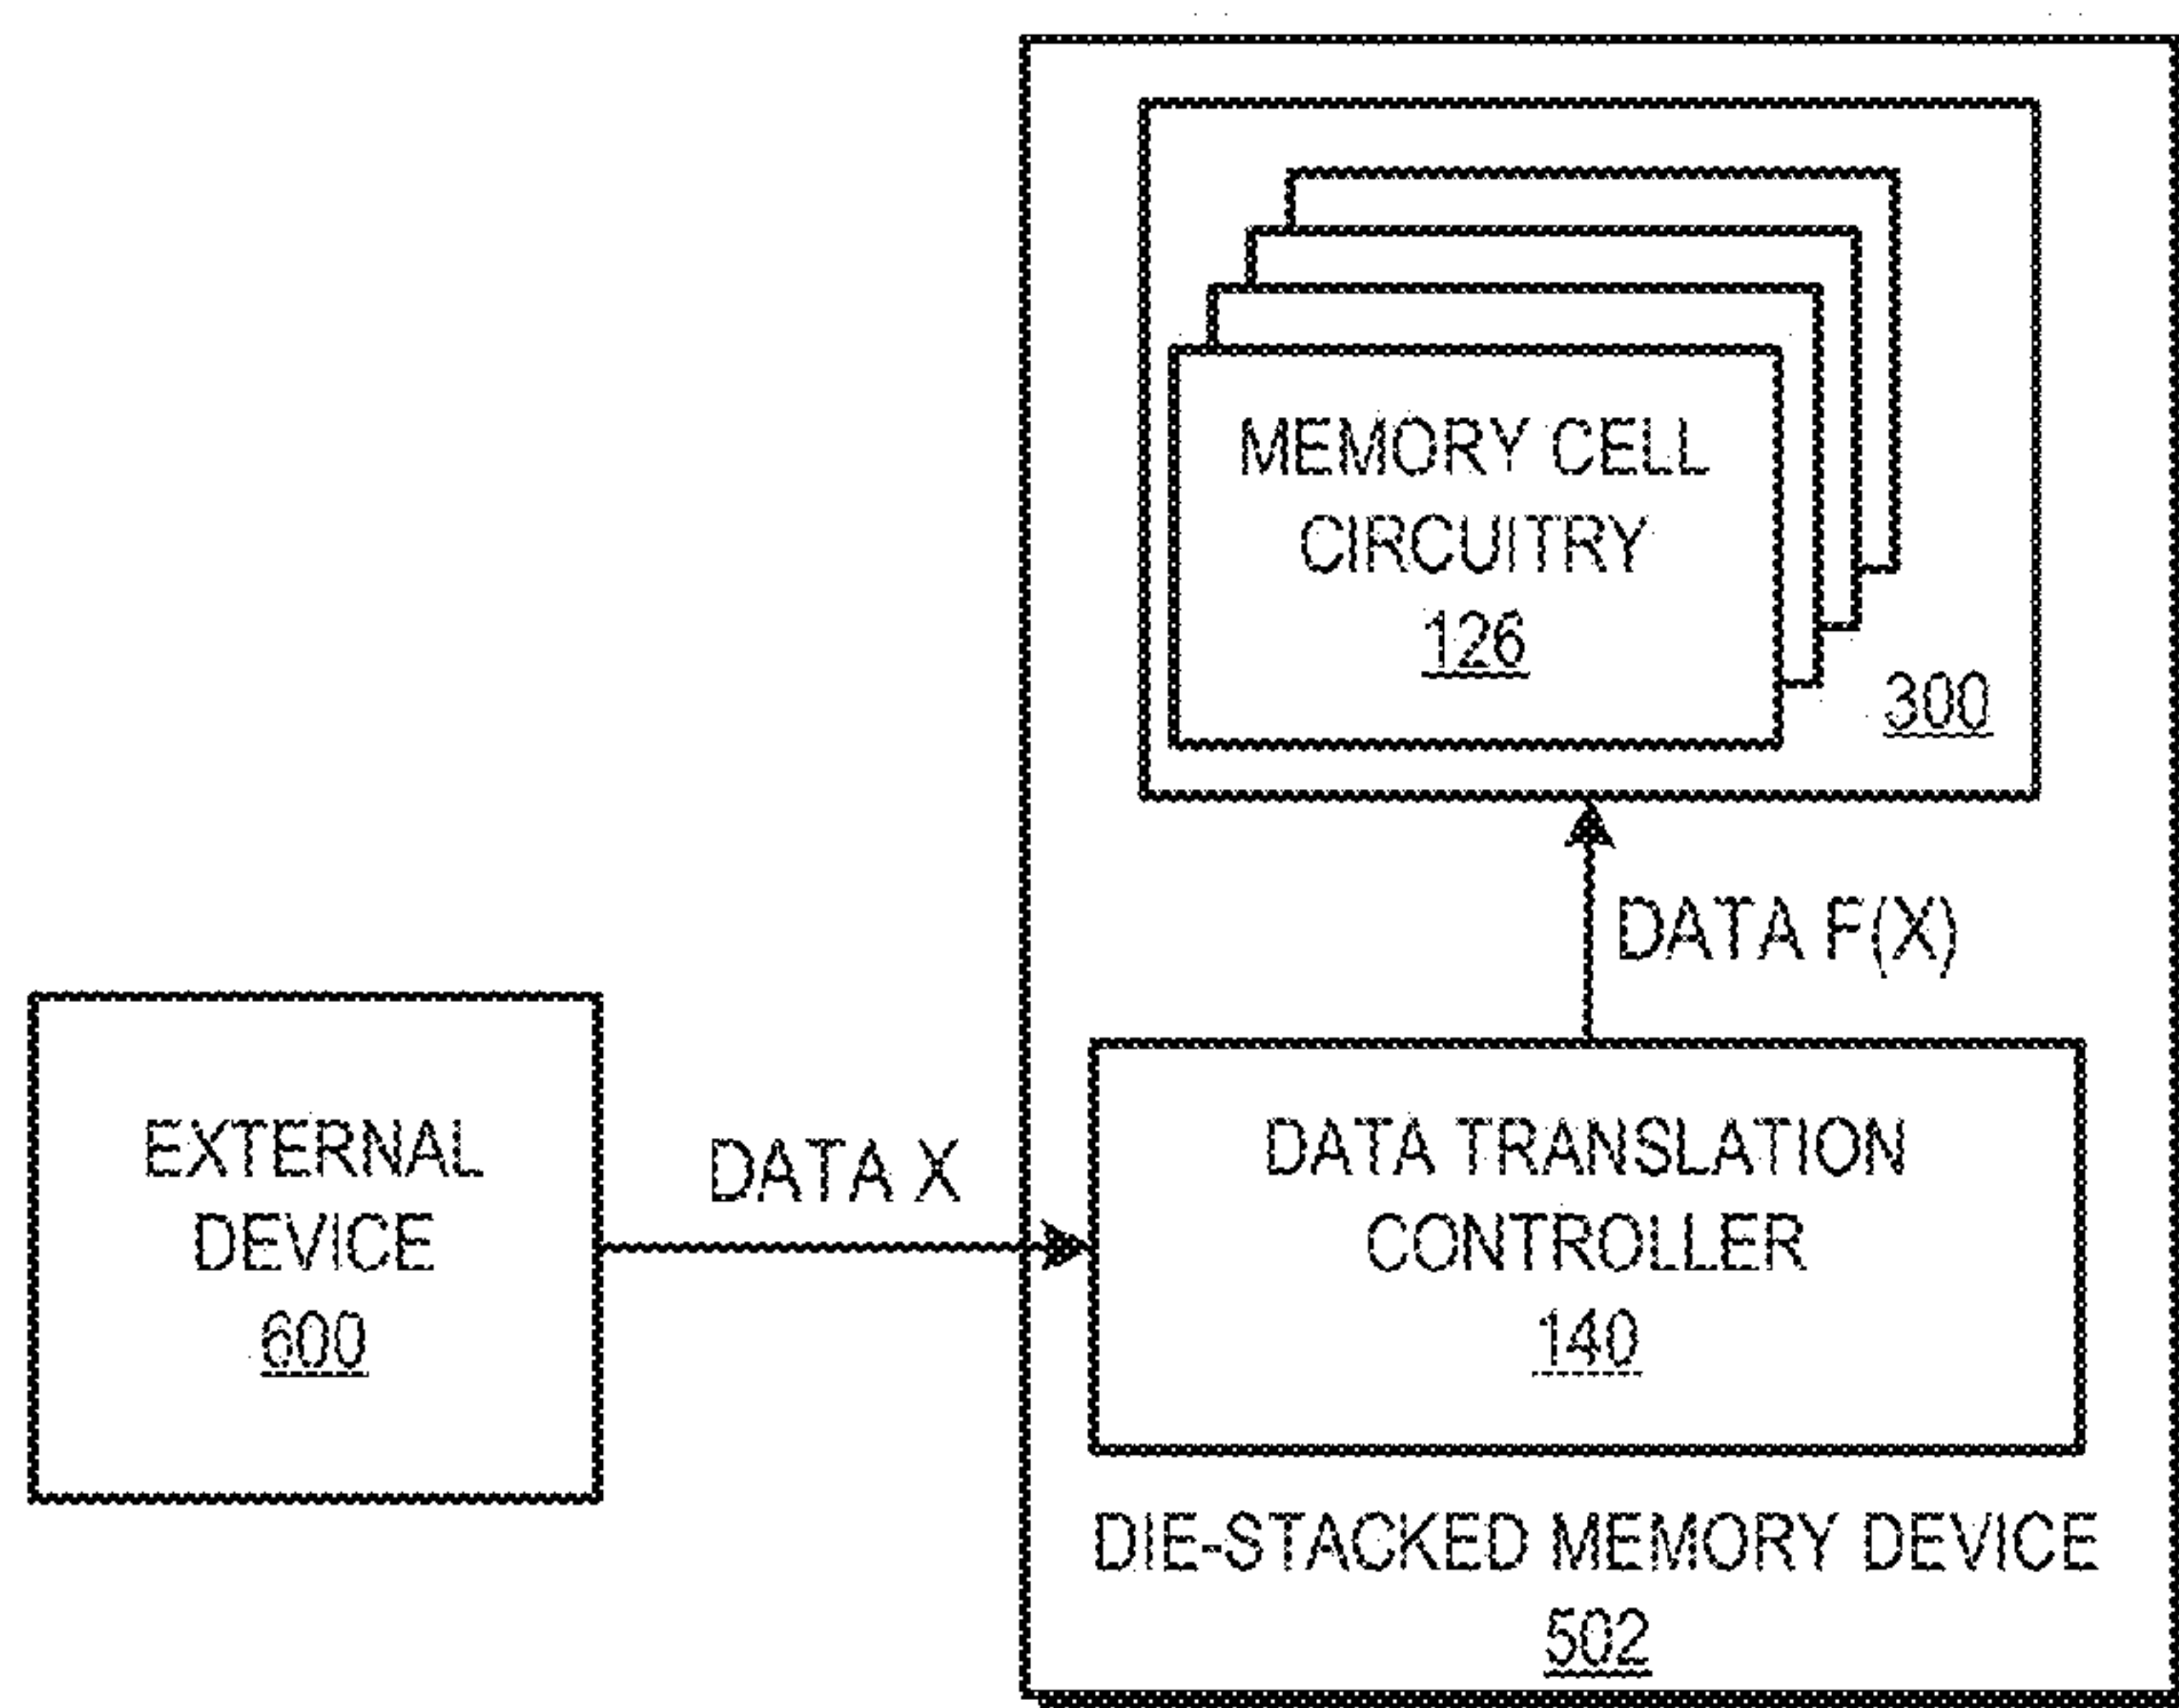 MEMORY CELL
CIRCUITRY
126
300
DATA F(X)
EXTERNAL
DEVICE
600
DATA X
DATA TRANSLATION
CONTROLLER
140
DIE-STACKED MEMORY DEVICE
502